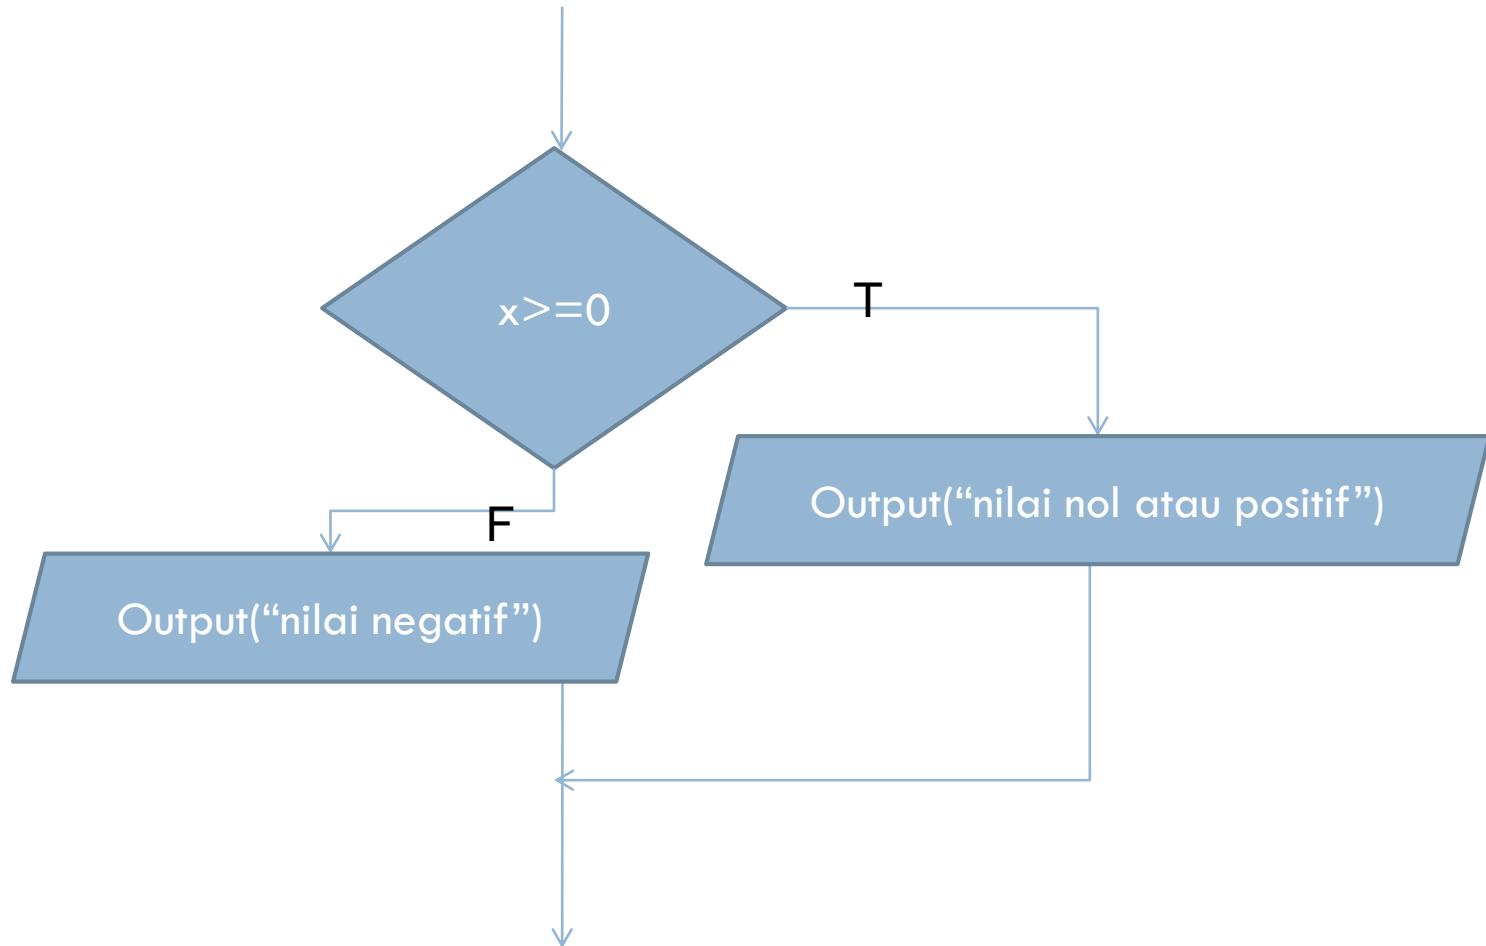 x>=0
T
Output(“nilai nol atau positif”)
F
Output(“nilai negatif”)